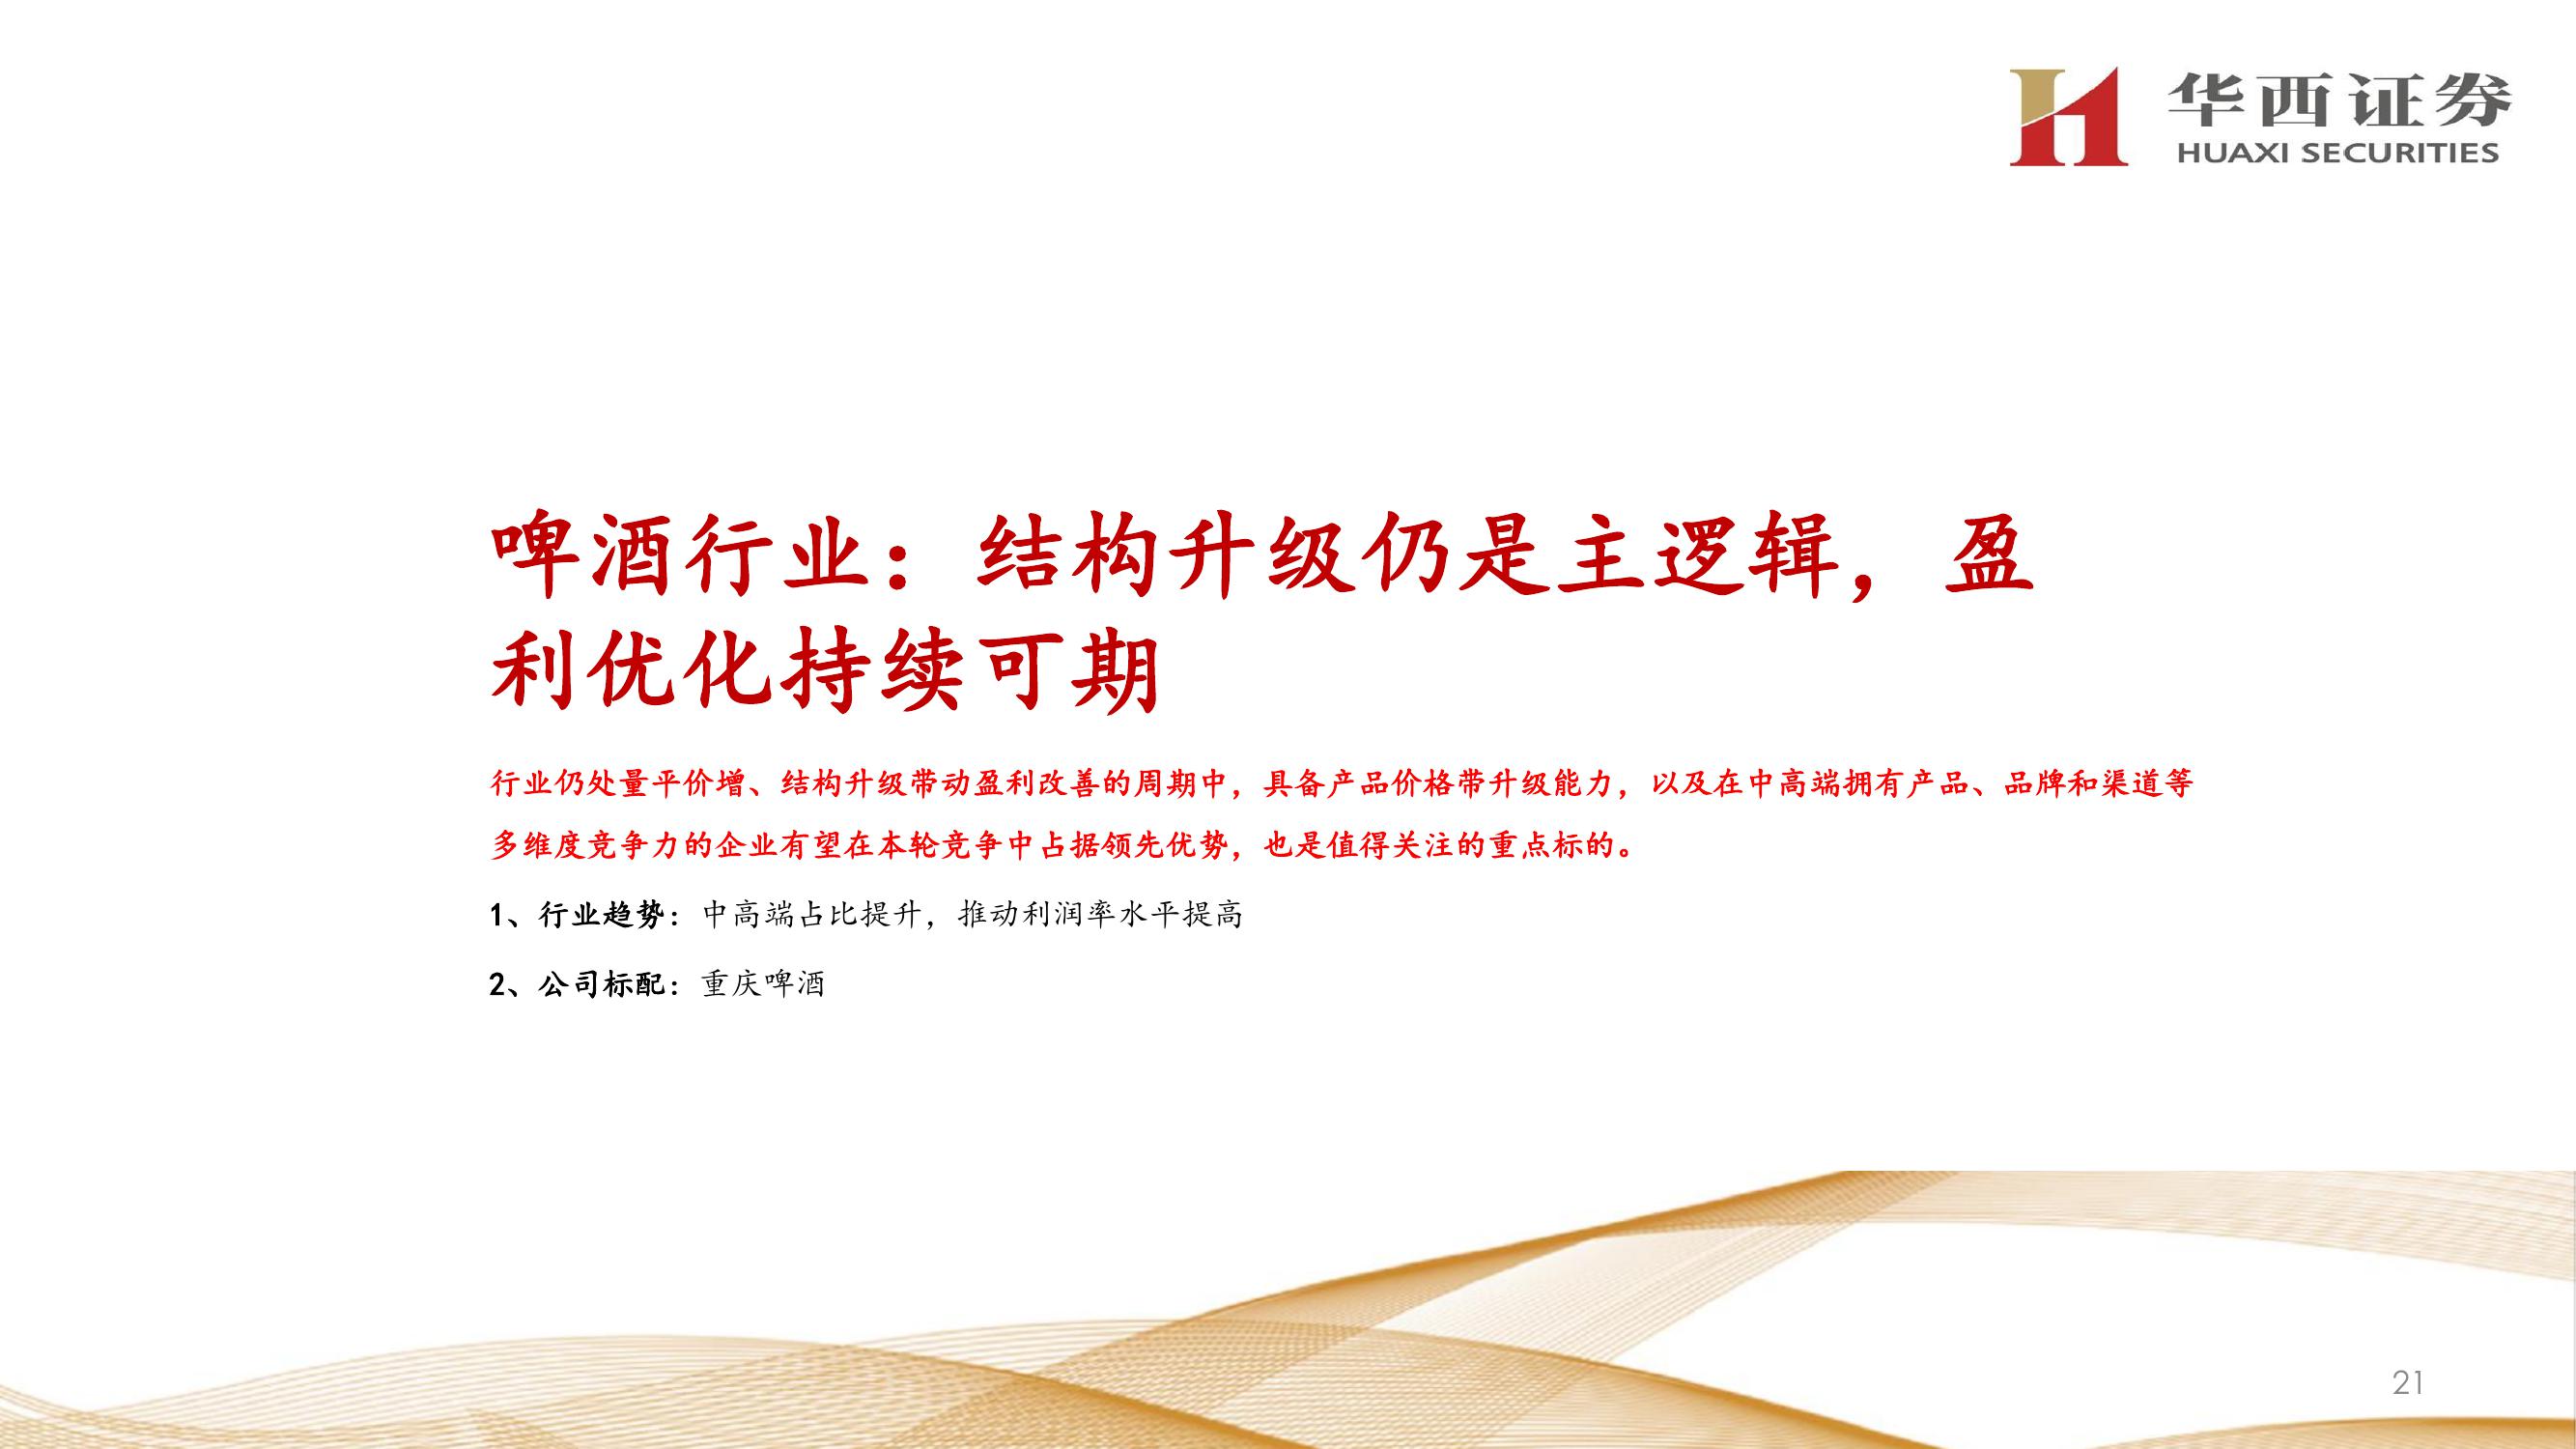 华西证券
HUAXI SECURITIES
啤酒行业：结构升级仍是主逻辑，盈
利优化持续可期
行业仍处量平价增、结构升级带动盈利改善的周期中，具备产品价格带升级能力，以及在中高端拥有产品、品牌和渠道等
多维度竞争力的企业有望在本轮竞争中占据领先优势，也是值得关注的重点标的。
1、行业趋势：中高端占比提升，推动利润率水平提高
2、公司标配：重庆啤酒
21